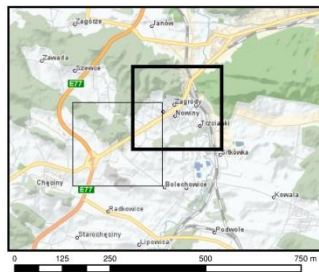 Zagórze
Janów
Zawada
Szewce
E77
Zagrody
Nowiny
Trzcianki
Sitkówka
Chęciny
E77
Bolechowice
Kowala
Radkowice
Podwole
Starochęciny
Lipowica
0 125 250 500 750 m